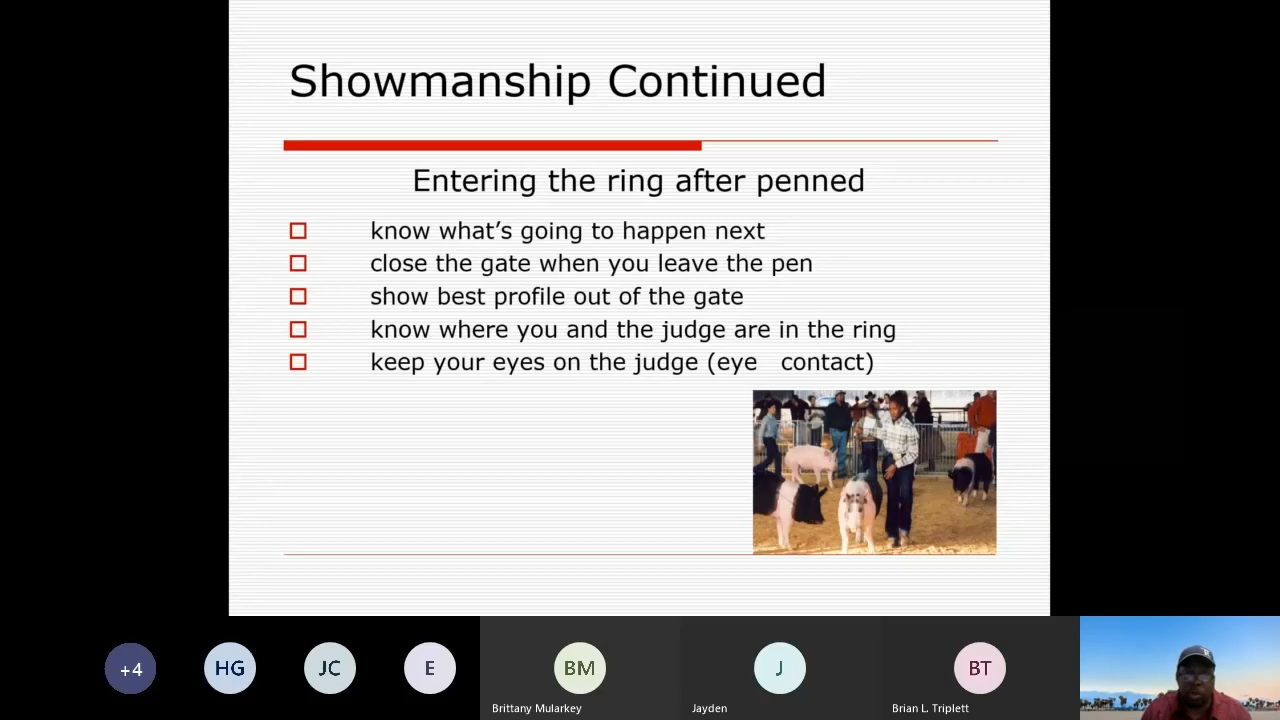 Showmanship Continued
Entering the ring after penned
know what's going to happen next
close the gate when you leave the pen
show best profile out of the gate
know where you and the judge are in the ring
keep your eyes on the judge (eye contact)
+4
HG
JC
E
BM
J
BT
Brittany Mularkey
Jayden
Brian L. Triplett